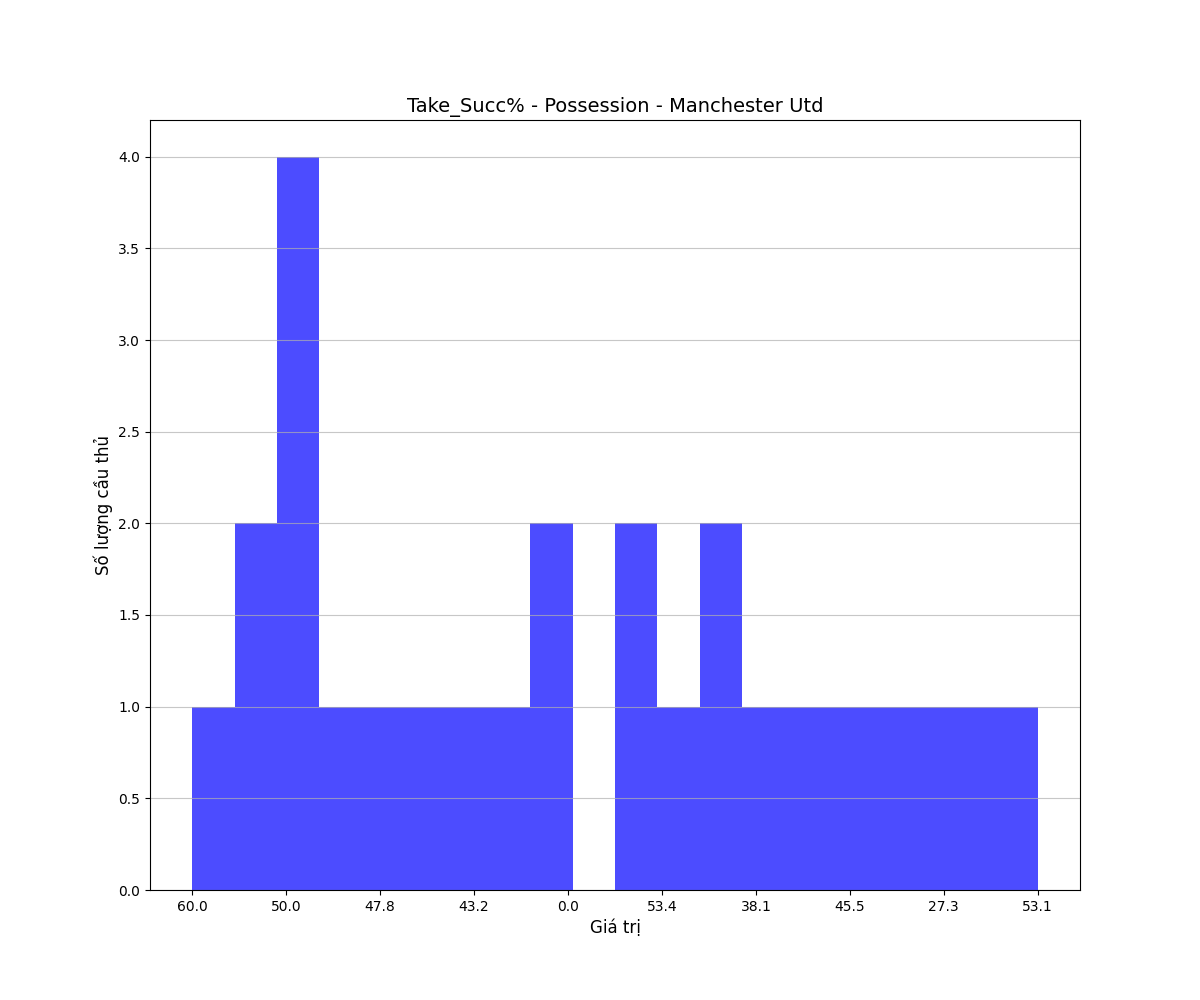 Take_Succ% - Possession - Manchester Utd
4.0
3.5
3.0
2.5
2.0
1.5
1.0
0.5
0.0
Số lượng cầu thủ
60.0 50.0 47.8 43.2 0.0 53.4 38.1 45.5 27.3 53.1
Giá trị